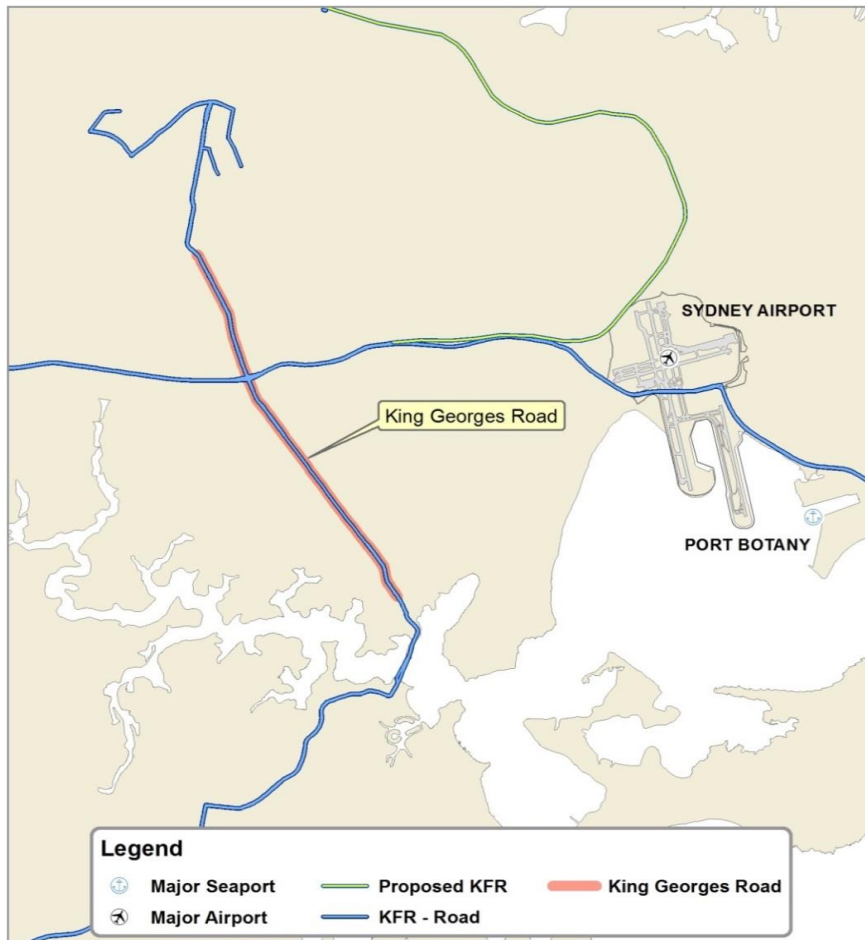 SYDNEY AIRPORT
King Georges Road
PORT BOTANY
Legend
Major Seaport
Proposed KFR
King Georges Road
Major Airport
KFR - Road